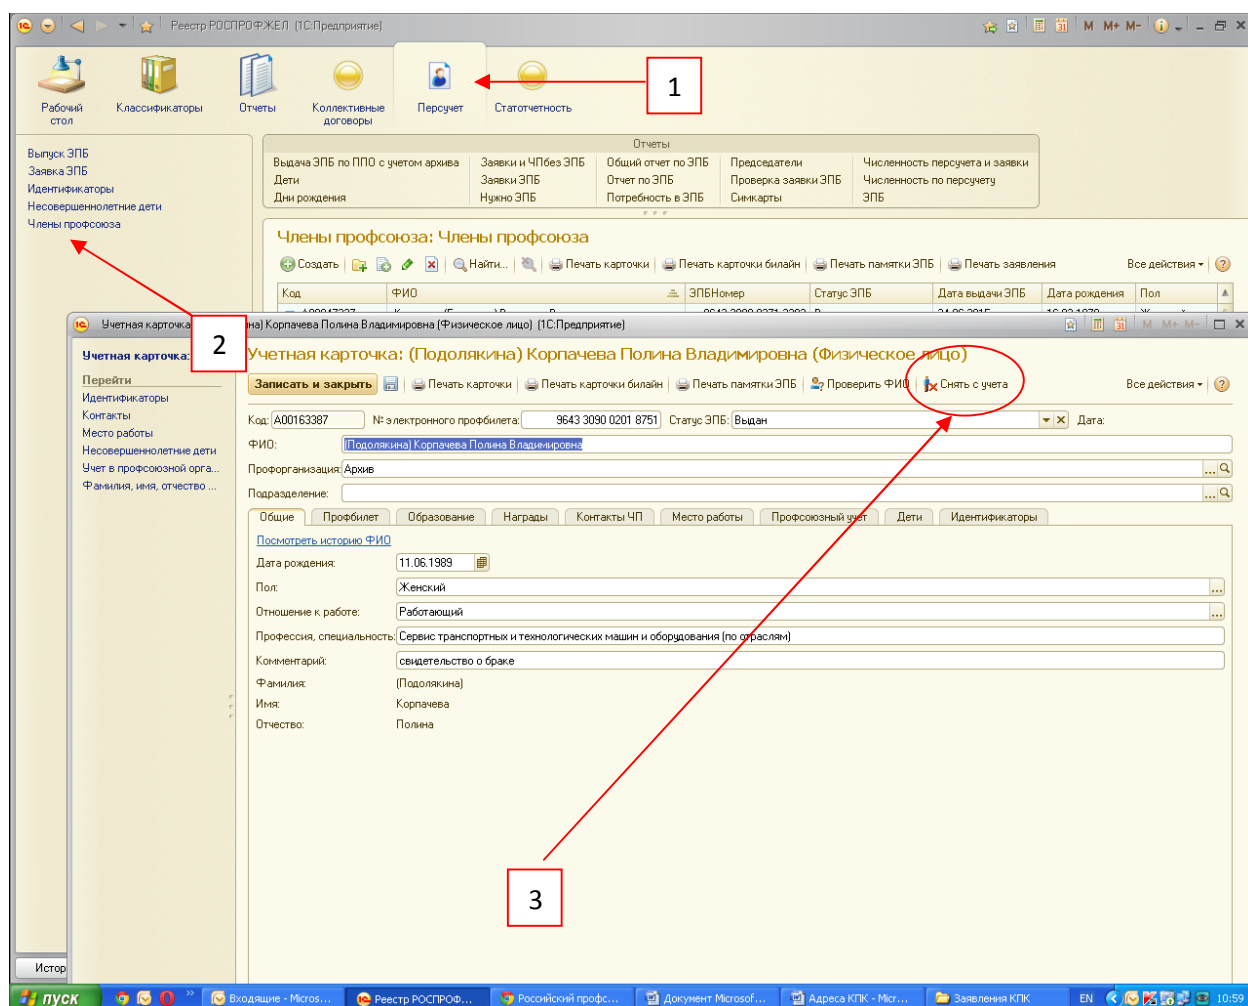 Реестр РОСПРОФЖЕЛ (1С:Предприятие)
M M+ M-
Рабочий стол
Классификаторы
Отчеты
Коллективные договоры
Персучет
Статотчетность
1
Выпуск ЭПБ
Заявка ЭПБ
Идентификаторы
Несовершеннолетние дети
Члены профсоюза
Отчеты
Выдача ЭПБ по ППО с учетом архива Заявки и ЧПбез ЭПБ Общий отчет по ЭПБ Председатели Численность персучета и заявки
Дети Заявки ЭПБ Отчет по ЭПБ Проверка заявки ЭПБ Численность по персучету
Дни рождения Нужно ЭПБ Потребность в ЭПБ Симкарты ЭПБ
Члены профсоюза: Члены профсоюза
Создать Найти... Печать карточки Печать карточки билайн Печать памятки ЭПБ Печать заявления Все действия
Код ФИО ЭПБНомер Статус ЭПБ Дата выдачи ЭПБ Дата рождения Пол
2
Учетная карточка на) Корпачева Полина Владимировна (Физическое лицо) (1С:Предприятие)
M M+ M-
Учетная карточка:
Перейти
Идентификаторы
Контакты
Место работы
Несовершеннолетние дети
Учет в профсоюзной орга...
Фамилия, имя, отчество ...
Учетная карточка: (Подолякина) Корпачева Полина Владимировна (Физическое лицо)
Записать и закрыть Печать карточки Печать карточки билайн Печать памятки ЭПБ Проверить ФИО Снять с учета Все действия
Код: А00163387 № электронного профбилета: 9643 3090 0201 8751 Статус ЭПБ: Выдан Дата:
ФИО: (Подолякина) Корпачева Полина Владимировна
Профорганизация: Архив
Подразделение:
Общие Профбилет Образование Награды Контакты ЧП Место работы Профсоюзный учет Дети Идентификаторы
Посмотреть историю ФИО
Дата рождения: 11.06.1989
Пол: Женский
Отношение к работе: Работающий
Профессия, специальность: Сервис транспортных и технологических машин и оборудования (по отраслям)
Комментарий: свидетельство о браке
Фамилия: (Подолякина)
Имя: Корпачева
Отчество: Полина
3
Истор
пуск
Входящие - Micros...
Реестр РОСПРОФ...
Российский профс...
Документ Microsof...
Адреса КПК - Micr...
Заявления КПК
EN
10:59